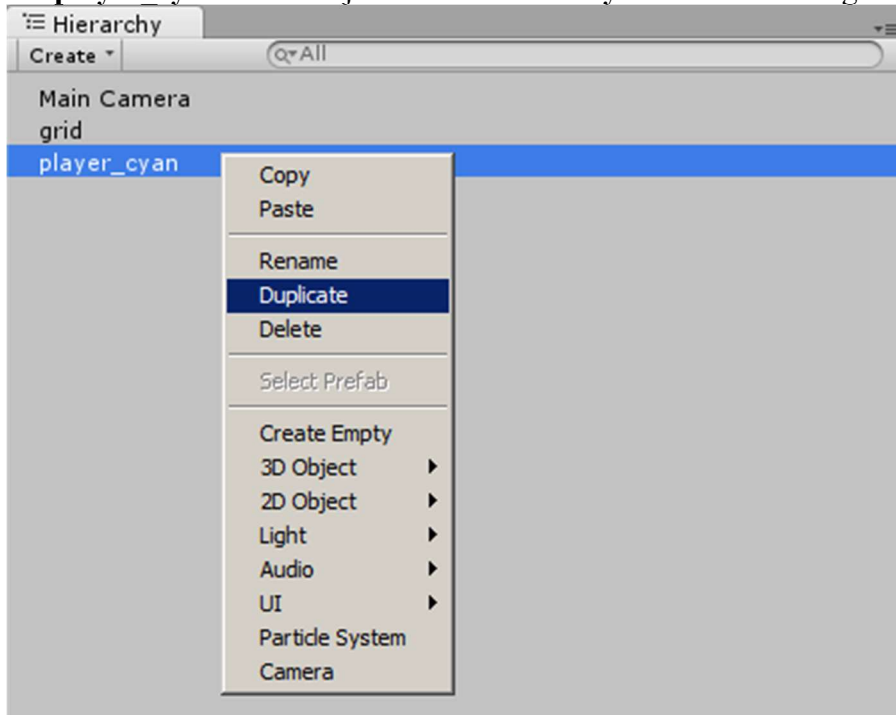 Hierarchy
Create
All
Main Camera
grid
player_cyan
Copy
Paste
Rename
Duplicate
Delete
Select Prefab
Create Empty
3D Object
2D Object
Light
Audio
UI
Particle System
Camera